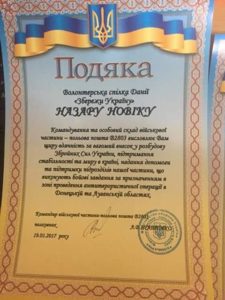 Подяка
Волонтерська спілка Данії
«Збережи Україну»
НАЗАРУ НОВІКУ
Командування та особовий склад військової
частини – польова пошта В2803 висловлює Вам
щиру вдячність за вагомий внесок у розбудову
Збройних Сил України, підтримання
стабільності та миру в країні, надання допомоги
та підтримки підрозділів нашої частини, що
виконують бойові завдання за призначенням в
зоні проведення антитерористичної операції в
Донецькій та Луганській областях.
Командир військової частини польова пошта В2803
полковник
19.01.2017 року